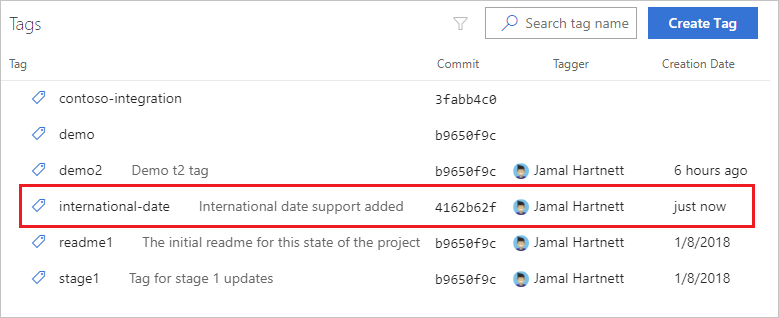 Tags
Search tag name
Create Tag
Tag Commit Tagger Creation Date
contoso-integration 3fabb4c0
demo b9650f9c
demo2 Demo t2 tag b9650f9c Jamal Hartnett 6 hours ago
international-date International date support added 4162b62f Jamal Hartnett just now
readme1 The initial readme for this state of the project b9650f9c Jamal Hartnett 1/8/2018
stage1 Tag for stage 1 updates b9650f9c Jamal Hartnett 1/8/2018